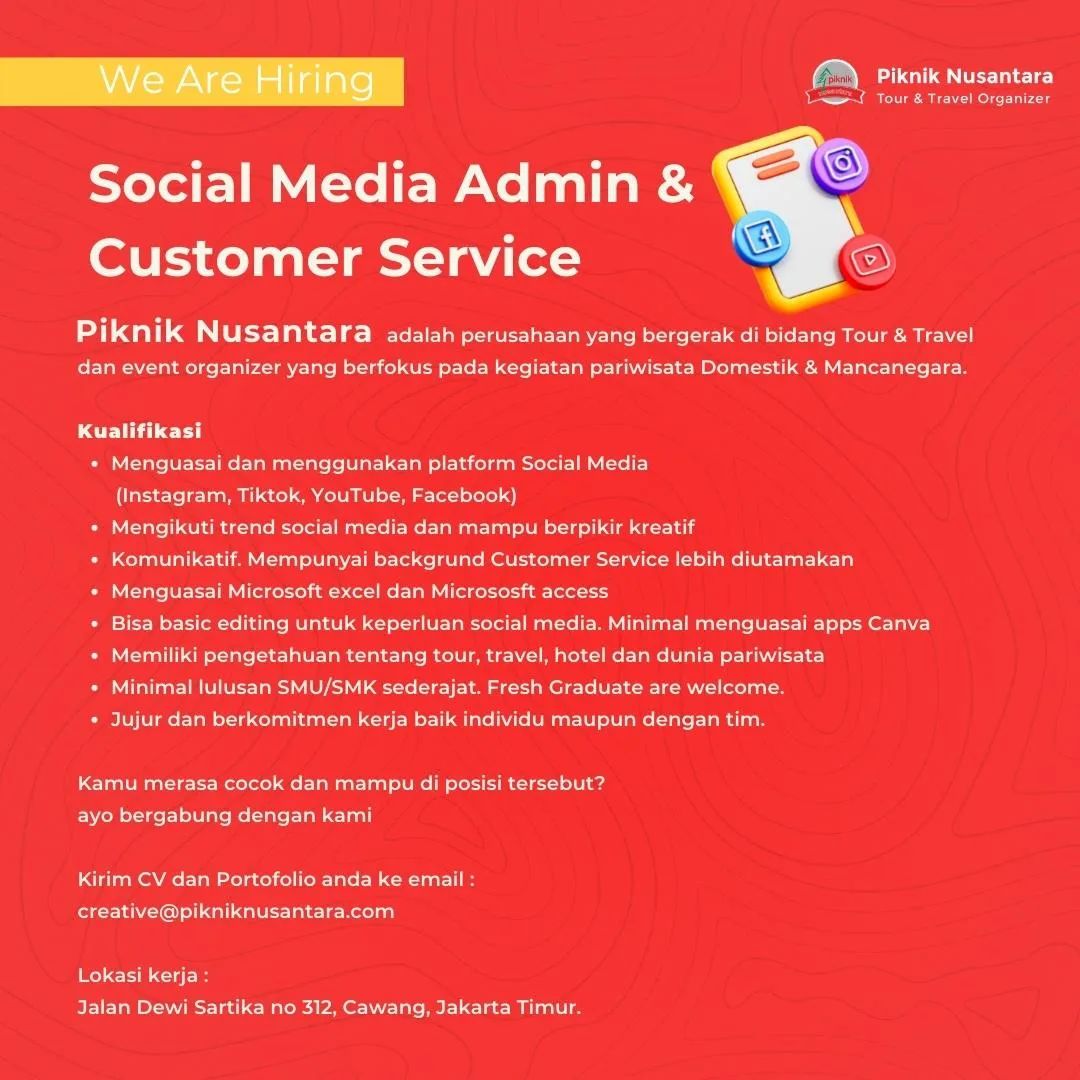 We Are Hiring
piknik
Piknik Nusantara
Tour & Travel Organizer
Social Media Admin &
Customer Service
Piknik Nusantara adalah perusahaan yang bergerak di bidang Tour & Travel
dan event organizer yang berfokus pada kegiatan pariwisata Domestik & Mancanegara.
Kualifikasi
• Menguasai dan menggunakan platform Social Media
(Instagram, Tiktok, YouTube, Facebook)
• Mengikuti trend social media dan mampu berpikir kreatif
• Komunikatif. Mempunyai backgrund Customer Service lebih diutamakan
• Menguasai Microsoft excel dan Micrososft access
• Bisa basic editing untuk keperluan social media. Minimal menguasai apps Canva
• Memiliki pengetahuan tentang tour, travel, hotel dan dunia pariwisata
• Minimal lulusan SMU/SMK sederajat. Fresh Graduate are welcome.
• Jujur dan berkomitmen kerja baik individu maupun dengan tim.
Kamu merasa cocok dan mampu di posisi tersebut?
ayo bergabung dengan kami
Kirim CV dan Portofolio anda ke email :
creative@pikniknusantara.com
Lokasi kerja :
Jalan Dewi Sartika no 312, Cawang, Jakarta Timur.